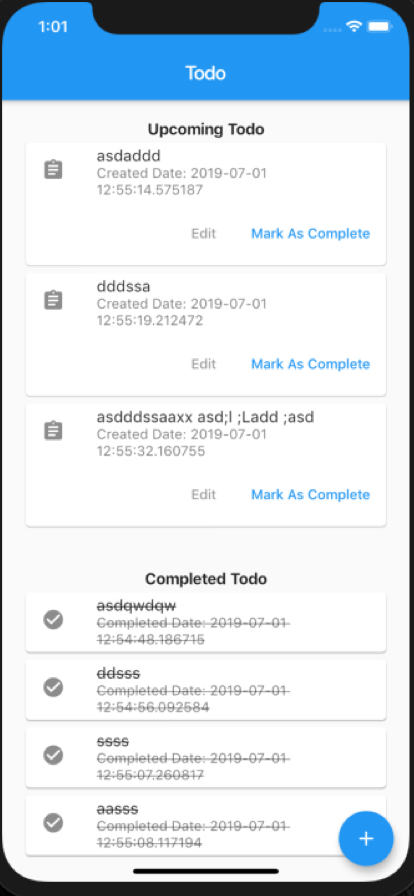 1:01
Todo
Upcoming Todo
asdaddd
Created Date: 2019-07-01
12:55:14.575187
Edit Mark As Complete
dddssa
Created Date: 2019-07-01
12:55:19.212472
Edit Mark As Complete
asdddssaaxx asd;l ;Ladd ;asd
Created Date: 2019-07-01
12:55:32.160755
Edit Mark As Complete
Completed Todo
asdqwdqw
Completed Date: 2019-07-01
12:54:48.186715
ddsss
Completed Date: 2019-07-01
12:54:56.092584
ssss
Completed Date: 2019-07-01
12:55:07.260817
aasss
Completed Date: 2019-07-01
12:55:08.117194
+